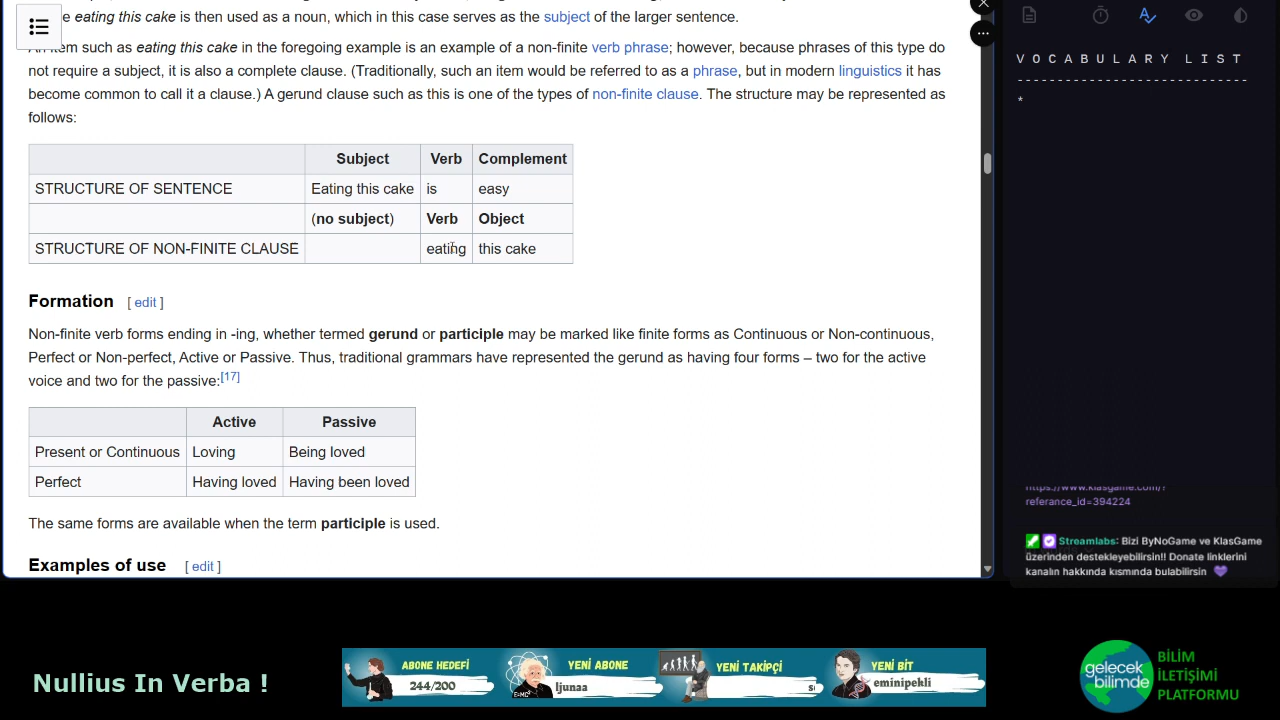 eating this cake is then used as a noun, which in this case serves as the subject of the larger sentence.
An item such as eating this cake in the foregoing example is an example of a non-finite verb phrase; however, because phrases of this type do
not require a subject, it is also a complete clause. (Traditionally, such an item would be referred to as a phrase, but in modern linguistics it has
become common to call it a clause.) A gerund clause such as this is one of the types of non-finite clause. The structure may be represented as
follows:
Subject Verb Complement
STRUCTURE OF SENTENCE Eating this cake is easy
(no subject) Verb Object
STRUCTURE OF NON-FINITE CLAUSE eating this cake
Formation [ edit ]
Non-finite verb forms ending in -ing, whether termed gerund or participle may be marked like finite forms as Continuous or Non-continuous,
Perfect or Non-perfect, Active or Passive. Thus, traditional grammars have represented the gerund as having four forms – two for the active
voice and two for the passive:[17]
Active Passive
Present or Continuous Loving Being loved
Perfect Having loved Having been loved
The same forms are available when the term participle is used.
Examples of use [ edit ]
VOCABULARY LIST
-----------------------------
*
https://www.klasgame.com/?
referance_id=394224
Streamlabs: Bizi ByNoGame ve KlasGame
üzerinden destekleyebilirsin!! Donate linklerini
kanalın hakkında kısmında bulabilirsin
Nullius In Verba !
ABONE HEDEFİ
244/200
E=MC²
YENİ ABONE
ljunaa
YENİ TAKİPÇİ
YENİ BİT
eminipekli
gelecek
bilimde
BİLİM
İLETİŞİMİ
PLATFORMU